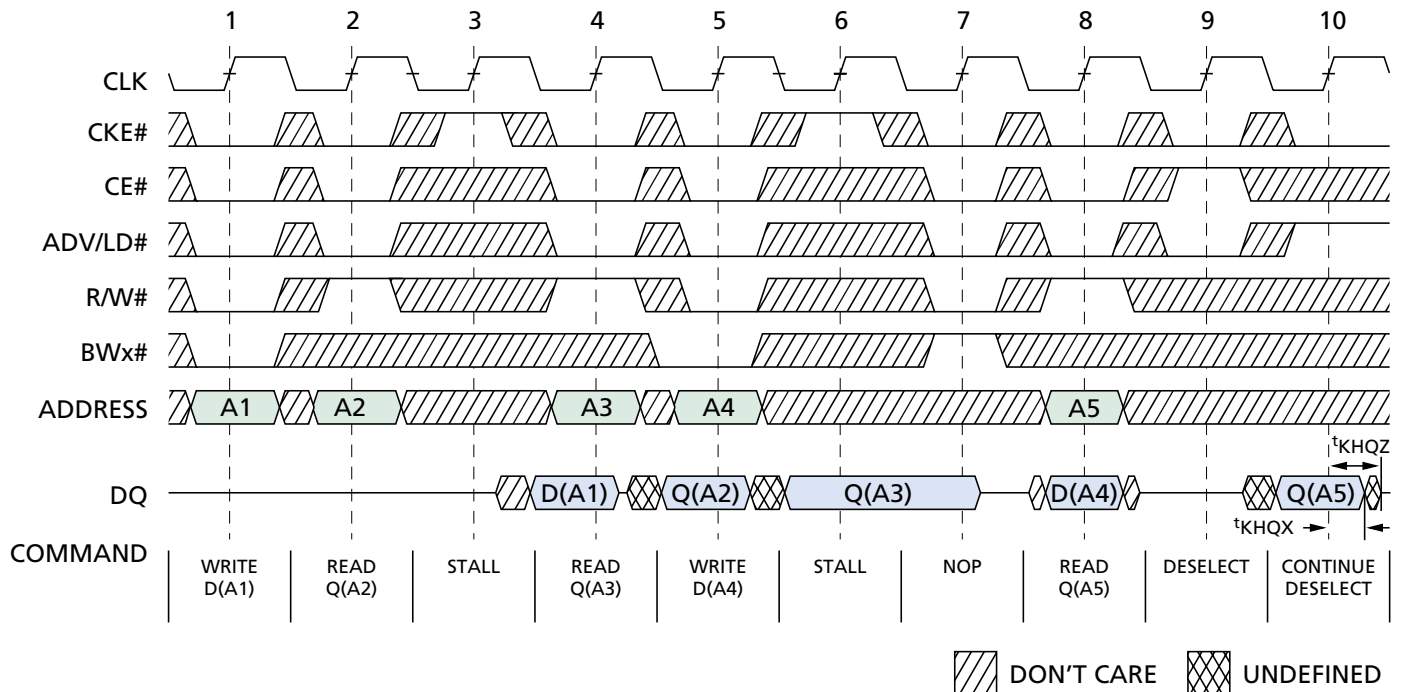 1 2 3 4 5 6 7 8 9 10
CLK
CKE#
CE#
ADV/LD#
R/W#
BWx#
ADDRESS A1 A2 A3 A4 A5
tKHQZ
DQ D(A1) Q(A2) Q(A3) D(A4) Q(A5)
tKHQX
COMMAND
WRITE READ STALL READ WRITE STALL NOP READ DESELECT CONTINUE
D(A1) Q(A2) Q(A3) D(A4) Q(A5) DESELECT
DON'T CARE UNDEFINED